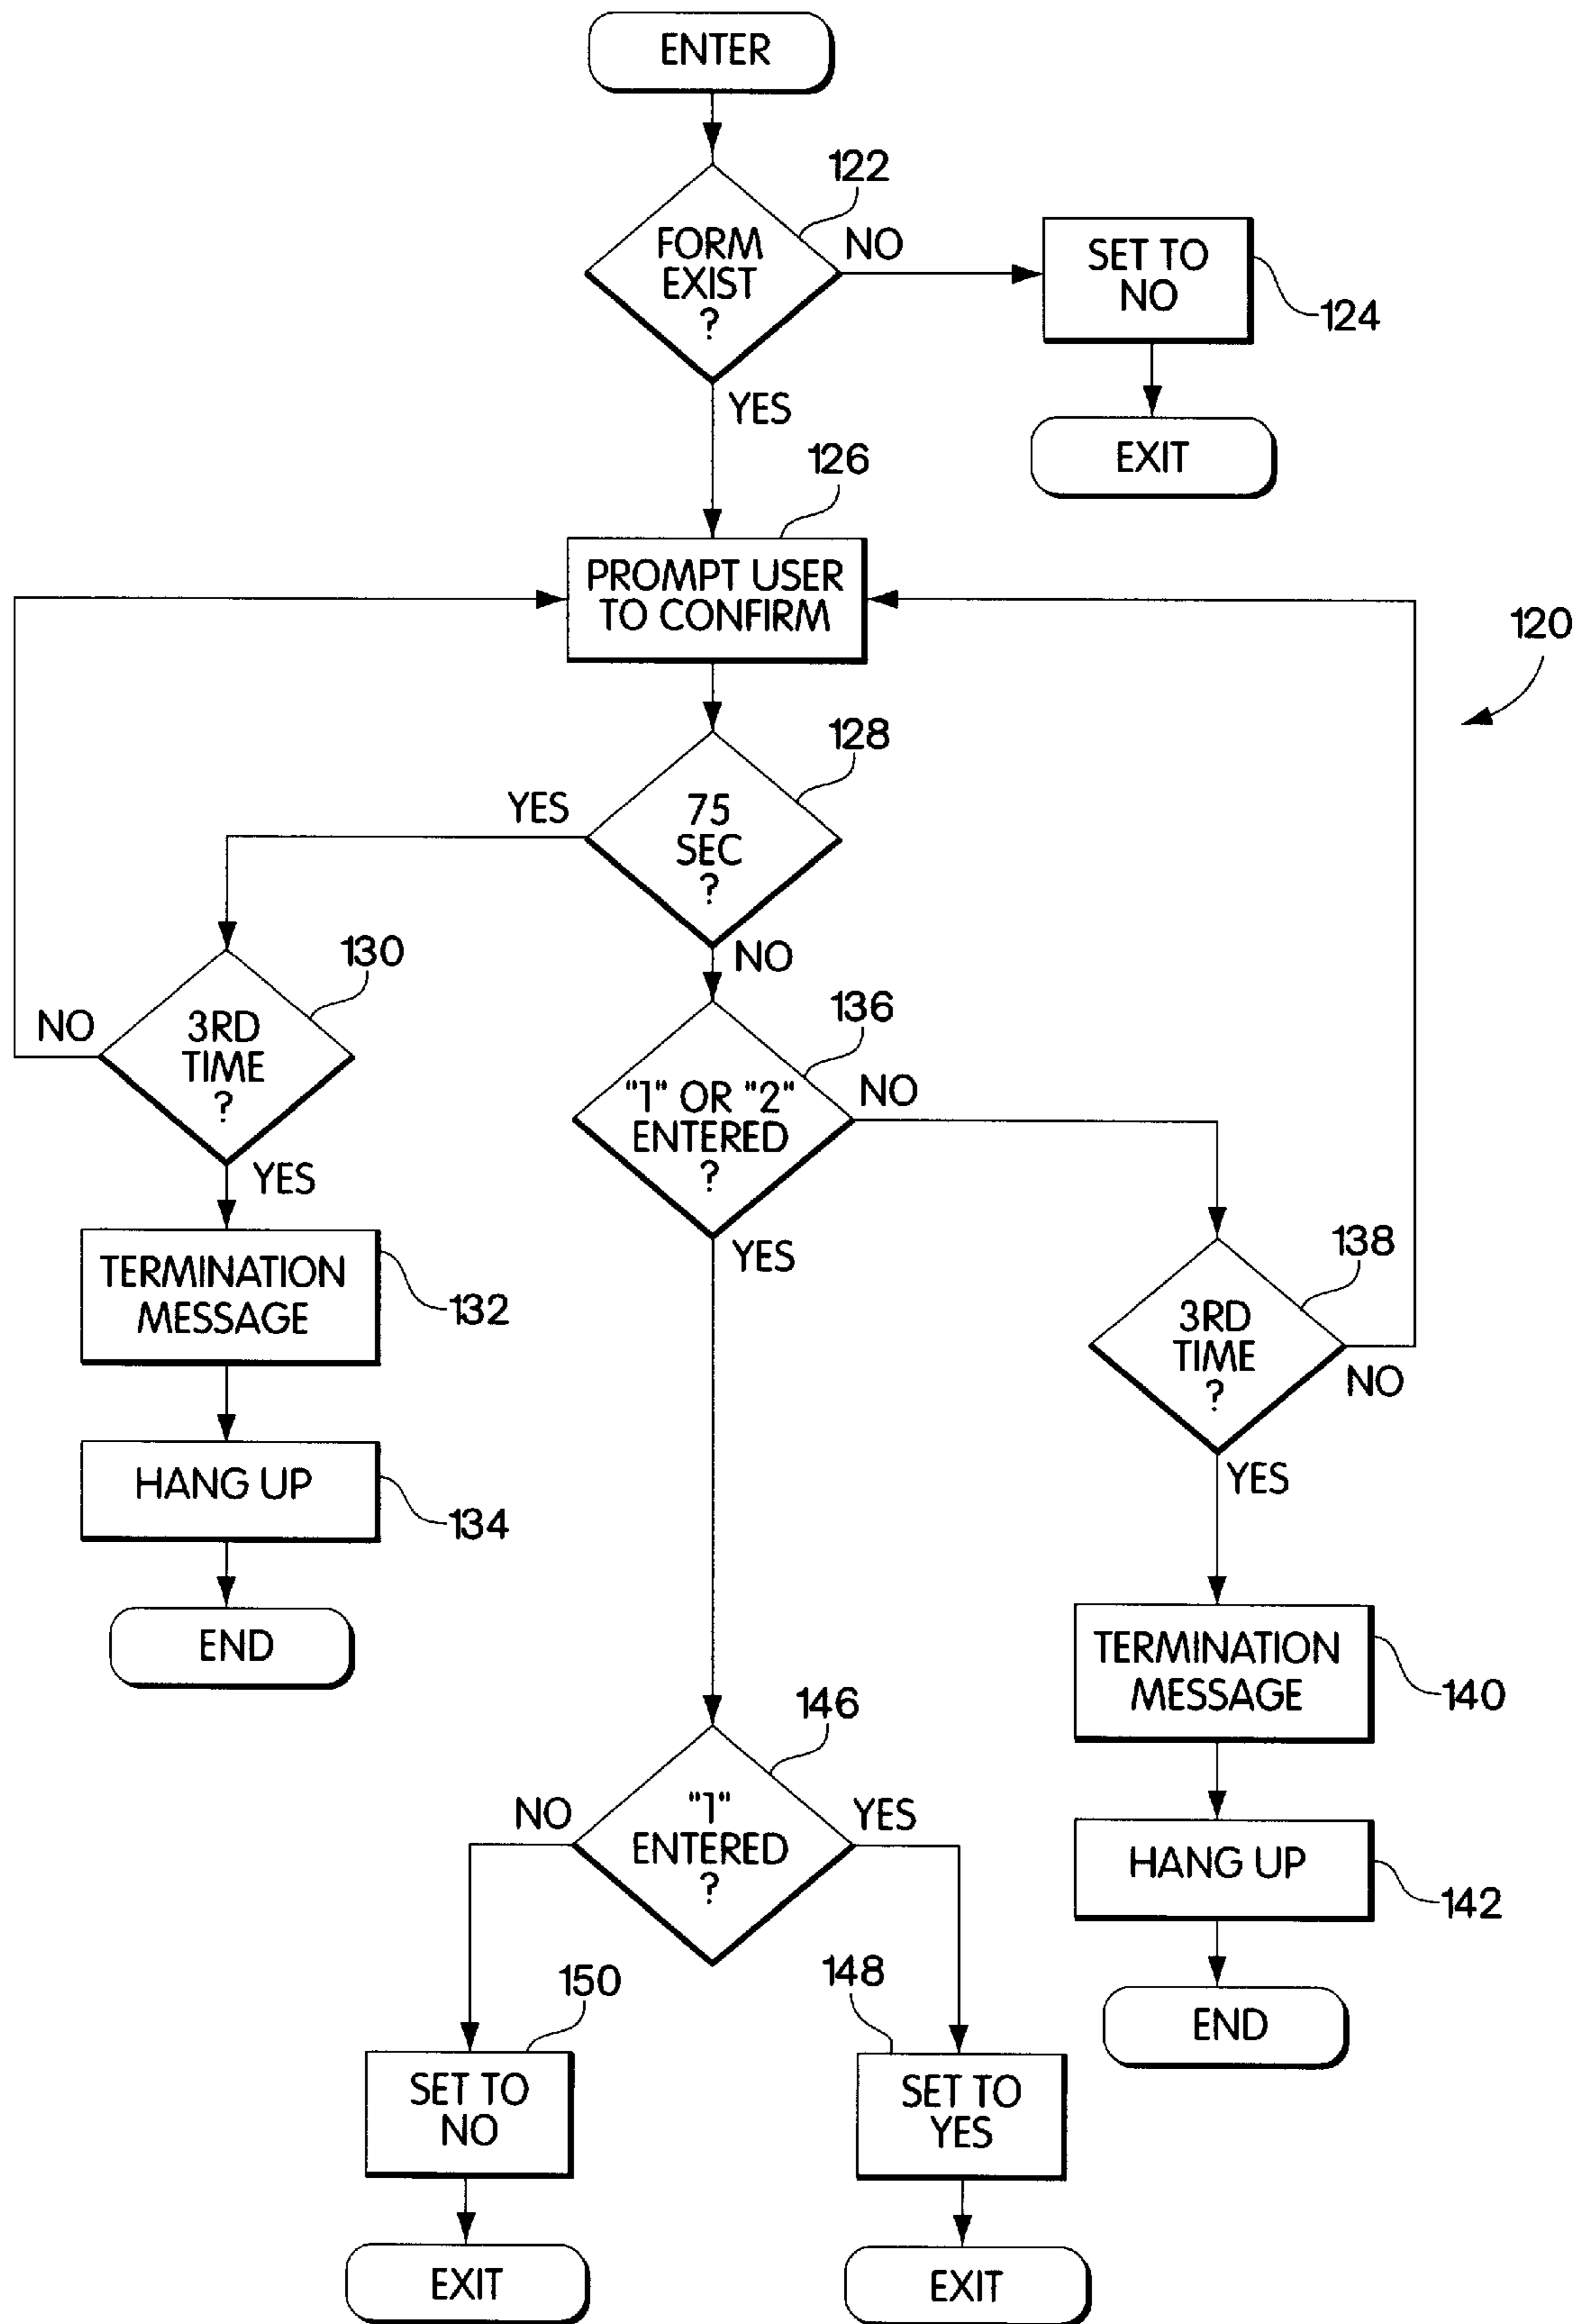 ENTER
122
FORM
EXIST
?
NO
SET TO
NO
124
YES
EXIT
126
PROMPT USER
TO CONFIRM
120
128
YES
75
SEC
?
NO
130
NO
3RD
TIME
?
YES
136
"1" OR "2"
ENTERED
?
NO
YES
TERMINATION
MESSAGE
132
138
3RD
TIME
?
NO
YES
HANG UP
134
END
TERMINATION
MESSAGE
140
146
NO
"1"
ENTERED
?
YES
HANG UP
142
150
148
END
SET TO
NO
SET TO
YES
EXIT
EXIT